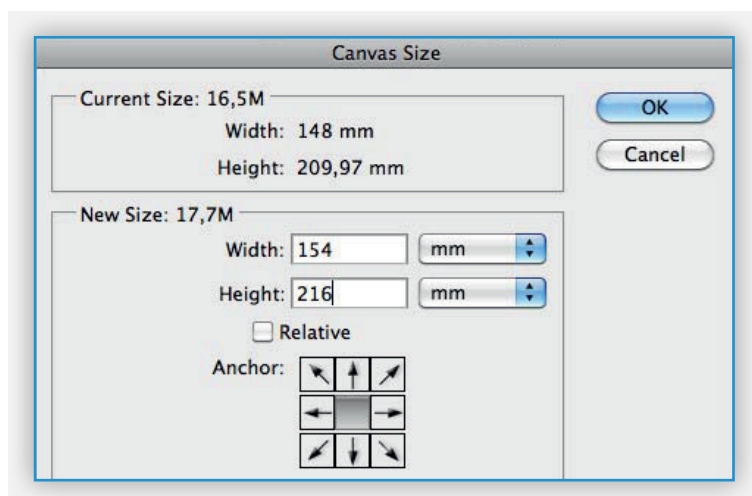 Canvas Size
Current Size: 16,5M
Width: 148 mm
Height: 209,97 mm
OK
Cancel
New Size: 17,7M
Width: 154 mm
Height: 216 mm
Relative
Anchor: